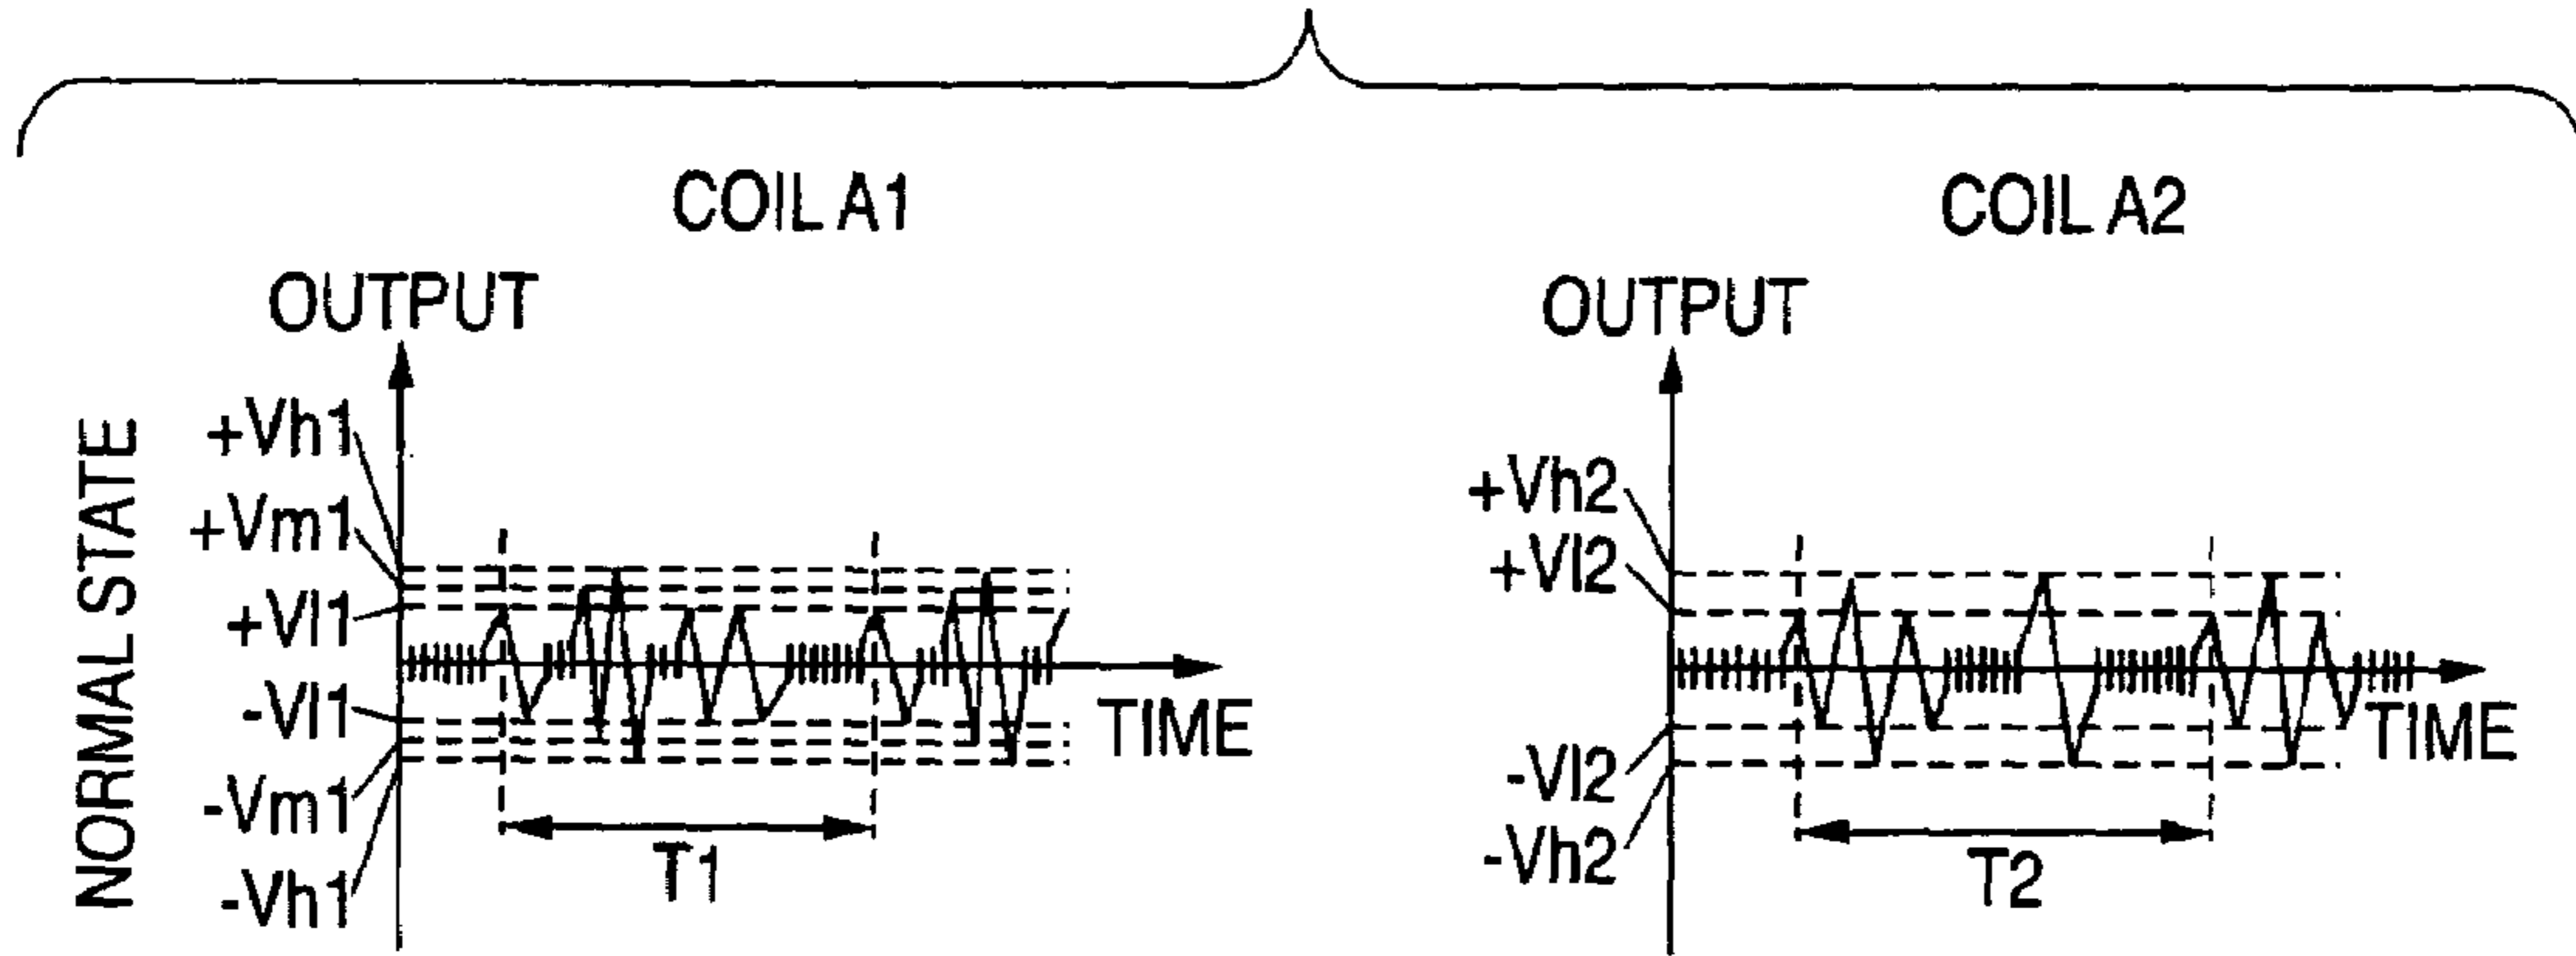 COIL A1
OUTPUT
NORMAL STATE
+Vh1
+Vm1
+Vl1
-Vl1
-Vm1
-Vh1
TIME
T1
COIL A2
OUTPUT
+Vh2
+Vl2
-Vl2
-Vh2
TIME
T2